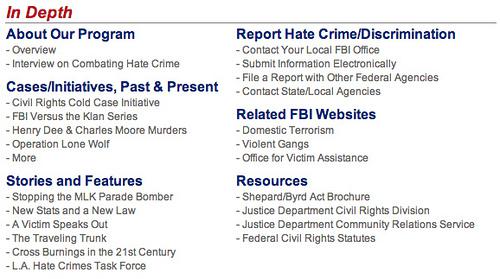 In Depth
About Our Program
- Overview
- Interview on Combating Hate Crime
Cases/Initiatives, Past & Present
- Civil Rights Cold Case Initiative
- FBI Versus the Klan Series
- Henry Dee & Charles Moore Murders
- Operation Lone Wolf
- More
Stories and Features
- Stopping the MLK Parade Bomber
- New Stats and a New Law
- A Victim Speaks Out
- The Traveling Trunk
- Cross Burnings in the 21st Century
- L.A. Hate Crimes Task Force
Report Hate Crime/Discrimination
- Contact Your Local FBI Office
- Submit Information Electronically
- File a Report with Other Federal Agencies
- Contact State/Local Agencies
Related FBI Websites
- Domestic Terrorism
- Violent Gangs
- Office for Victim Assistance
Resources
- Shepard/Byrd Act Brochure
- Justice Department Civil Rights Division
- Justice Department Community Relations Service
- Federal Civil Rights Statutes